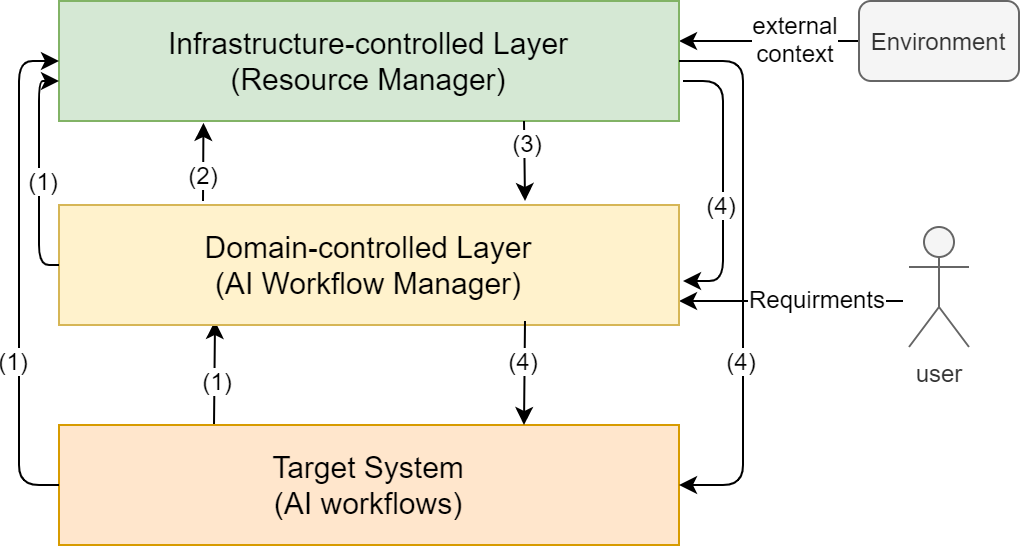 Infrastructure-controlled Layer
(Resource Manager)
external
context
Environment
(2)
(3)
(1)
(4)
Domain-controlled Layer
(AI Workflow Manager)
Requirments
user
(1)
(1)
(4)
(4)
Target System
(AI workflows)